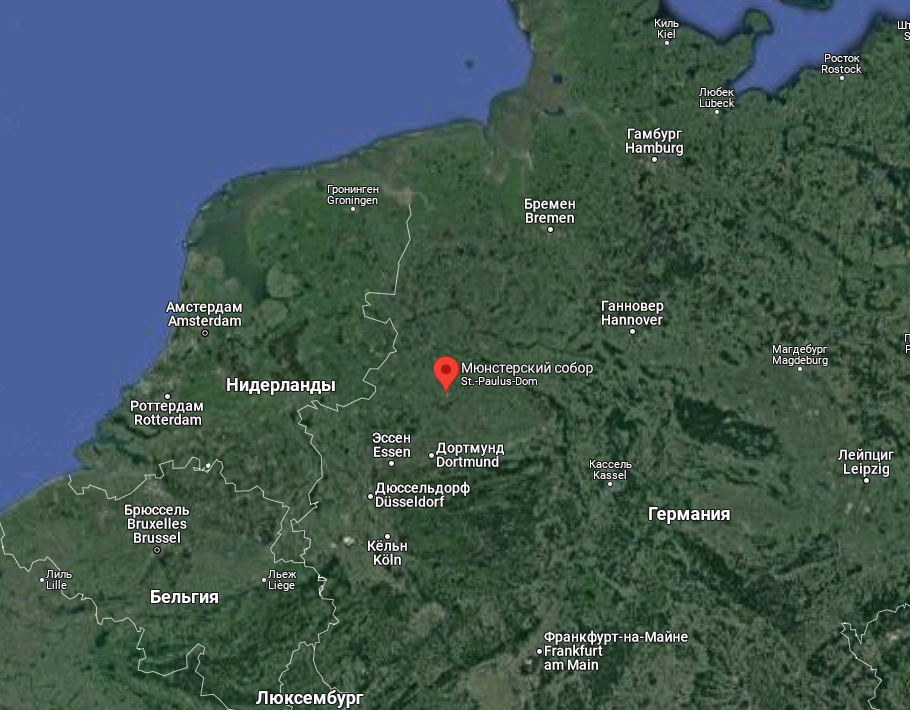 Киль
Kiel
Шт
S
Росток
Rostock
Любек
Lübeck
Гамбург
Hamburg
Гронинген
Groningen
Бремен
Bremen
Амстердам
Amsterdam
Ганновер
Hannover
Магдебург
Magdeburg
Мюнстерский собор
St.-Paulus-Dom
Нидерланды
Роттердам
Rotterdam
Эссен
Essen
Дортмунд
Dortmund
Кассель
Kassel
Лейпциг
Leipzig
Дюссельдорф
Düsseldorf
Брюссель
Bruxelles
Brussel
Германия
Кёльн
Köln
Лиль
Lille
Льеж
Liège
Бельгия
Франкфурт-на-Майне
Frankfurt
am Main
Люксембург